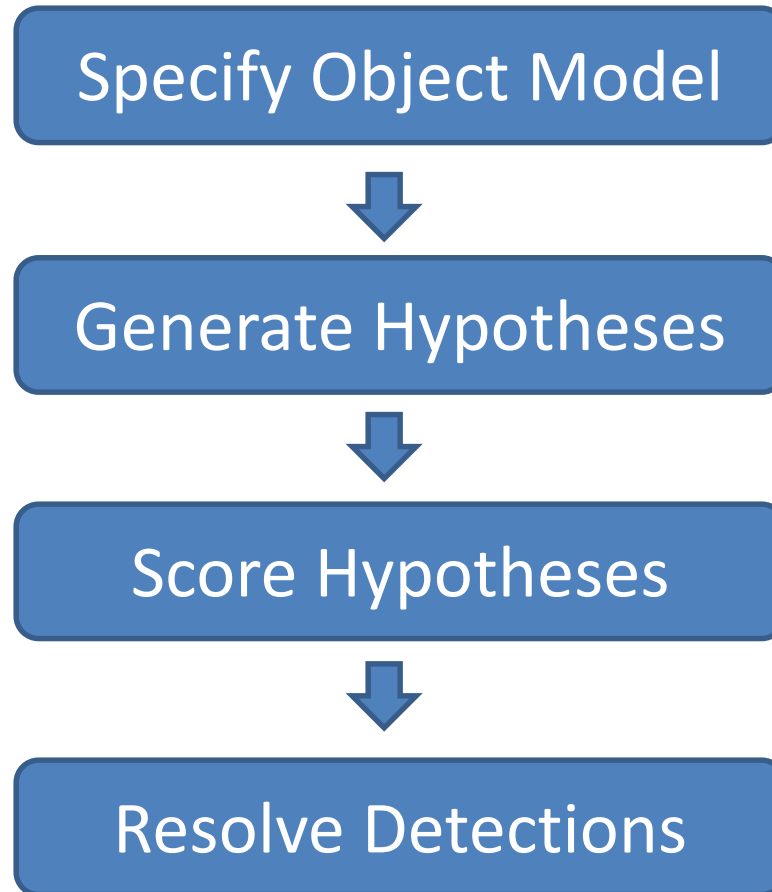 Specify Object Model
Generate Hypotheses
Score Hypotheses
Resolve Detections